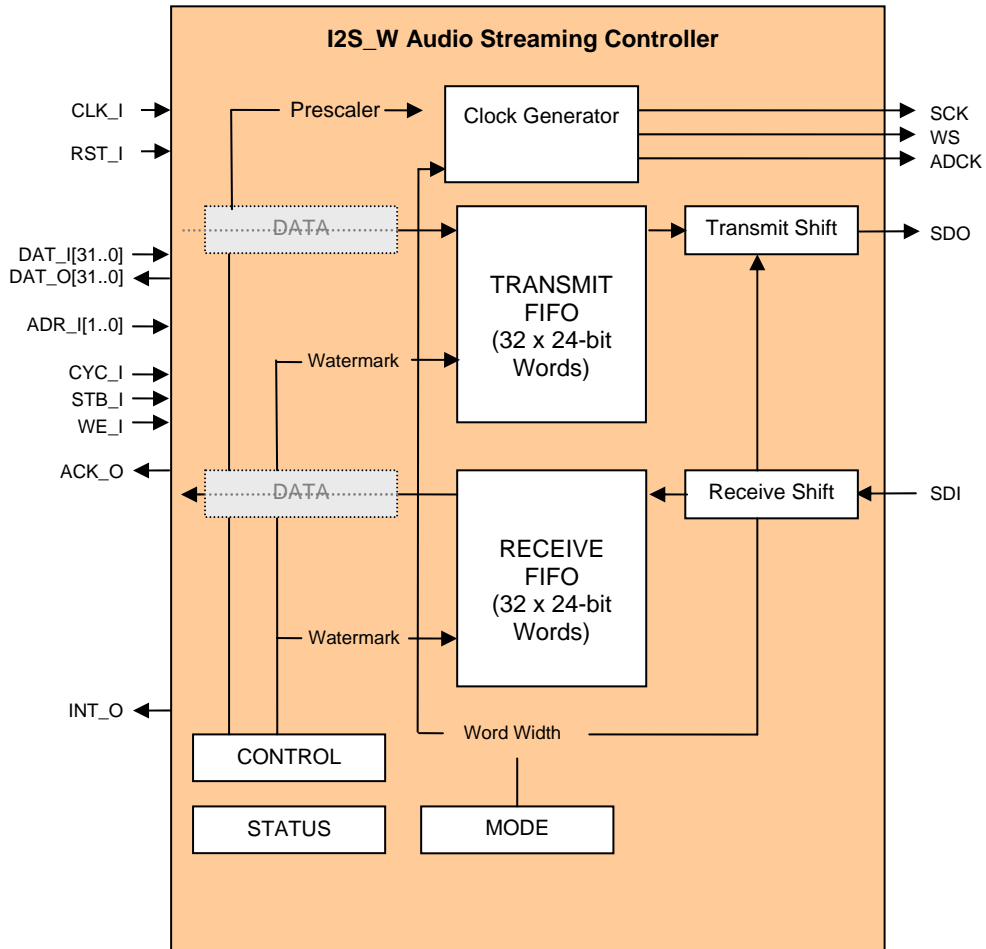 I2S_W Audio Streaming Controller
CLK_I
Prescaler
Clock Generator
SCK
WS
RST_I
ADCK
DATA
Transmit Shift
SDO
DAT_I[31..0]
DAT_O[31..0]
TRANSMIT
FIFO
(32 x 24-bit
Words)
ADR_I[1..0]
Watermark
CYC_I
STB_I
WE_I
ACK_O
DATA
Receive Shift
SDI
RECEIVE
FIFO
(32 x 24-bit
Words)
Watermark
INT_O
Word Width
CONTROL
STATUS
MODE